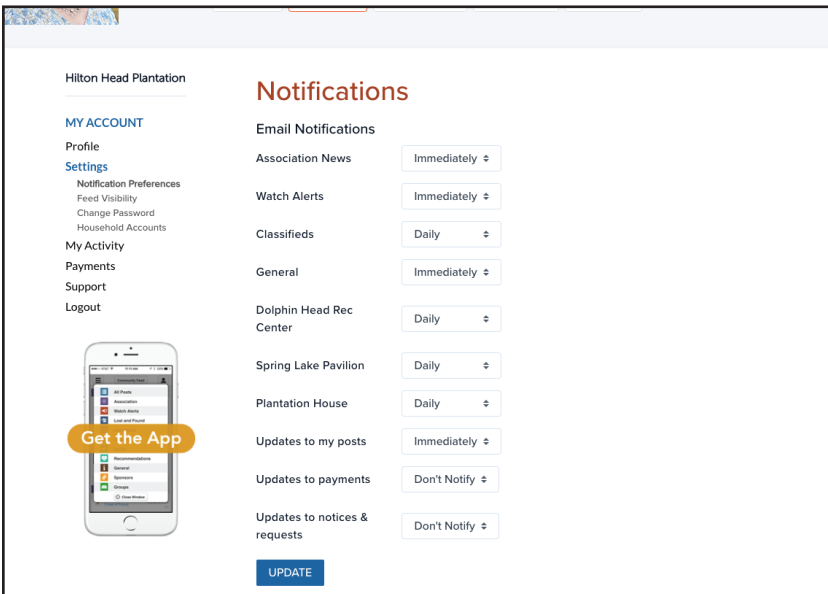 Hilton Head Plantation
MY ACCOUNT
Profile
Settings
Notification Preferences
Feed Visibility
Change Password
Household Accounts
My Activity
Payments
Support
Logout
Community Feed
All Posts
Association
Watch Alerts
Lost and Found
Get the App
Recommendations
General
Sponsors
Groups
Close Window
Notifications
Email Notifications
Association News Immediately
Watch Alerts Immediately
Classifieds Daily
General Immediately
Dolphin Head Rec
Center Daily
Spring Lake Pavilion Daily
Plantation House Daily
Updates to my posts Immediately
Updates to payments Don't Notify
Updates to notices &
requests Don't Notify
UPDATE